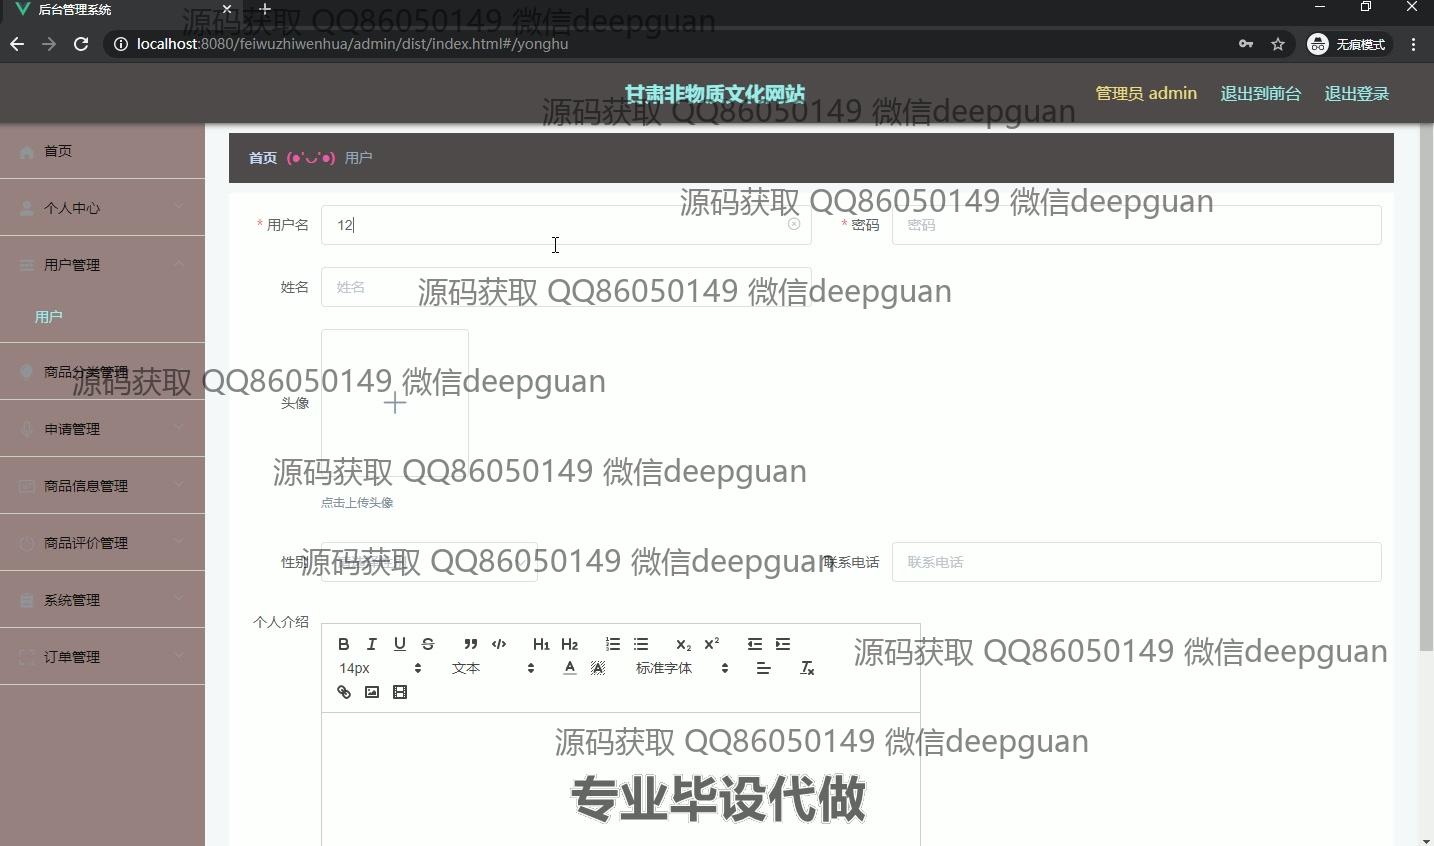 后台管理系统
源码获取 QQ86050149 微信deepguan
localhost:8080/feiwuzhiwenhua/admin/dist/index.html#/yonghu
无痕模式
甘肃非物质文化网站
管理员 admin 退出到前台 退出登录
源码获取 QQ86050149 微信deepguan
首页
首页 (●'◡'●) 用户
个人中心
源码获取 QQ86050149 微信deepguan
* 用户名 12
* 密码 密码
用户管理
姓名 姓名
源码获取 QQ86050149 微信deepguan
用户
商品分类管理
源码获取 QQ86050149 微信deepguan
头像
申请管理
源码获取 QQ86050149 微信deepguan
商品信息管理
点击上传头像
商品评价管理
性别
源码获取 QQ86050149 微信deepguan
联系电话 联系电话
系统管理
个人介绍
B I U S H1 H2 X2 X2
源码获取 QQ86050149 微信deepguan
订单管理
14px 文本 A A 标准字体 Tx
源码获取 QQ86050149 微信deepguan
专业毕设代做